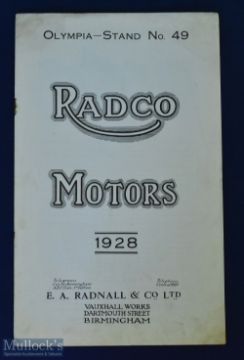 OLYMPIA—STAND No. 49
RADCO
MOTORS
1928
E. A. RADNALL & CO LTD
VAUXHALL WORKS
DARTMOUTH STREET
BIRMINGHAM
Mullock's